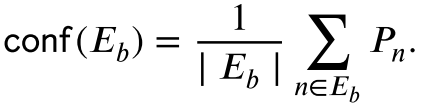 conf(E_b) = \frac{1}{| E_b |} \sum_{n \in E_b} P_n.